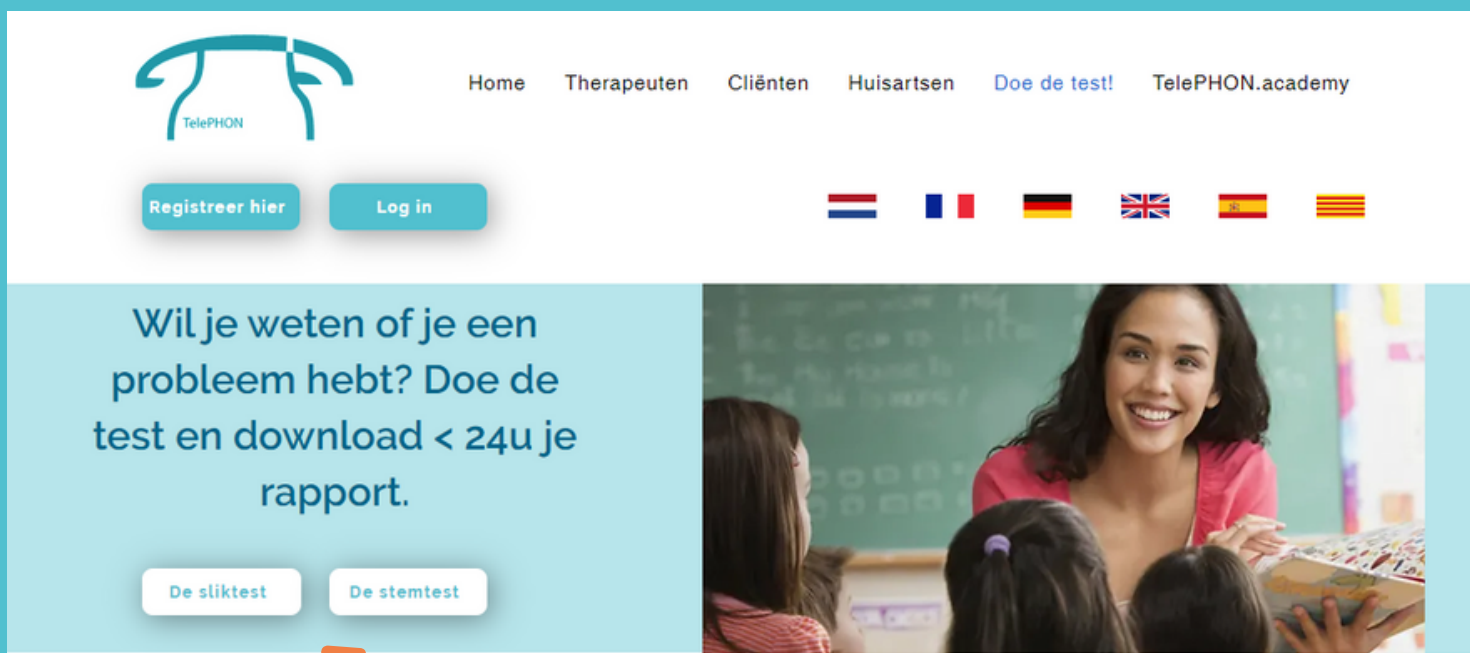 TelePHON
Home Therapeuten Cliënten Huisartsen Doe de test! TelePHON.academy
Registreer hier Log in
Wil je weten of je een
probleem hebt? Doe de
test en download < 24u je
rapport.
De sliktest De stemtest